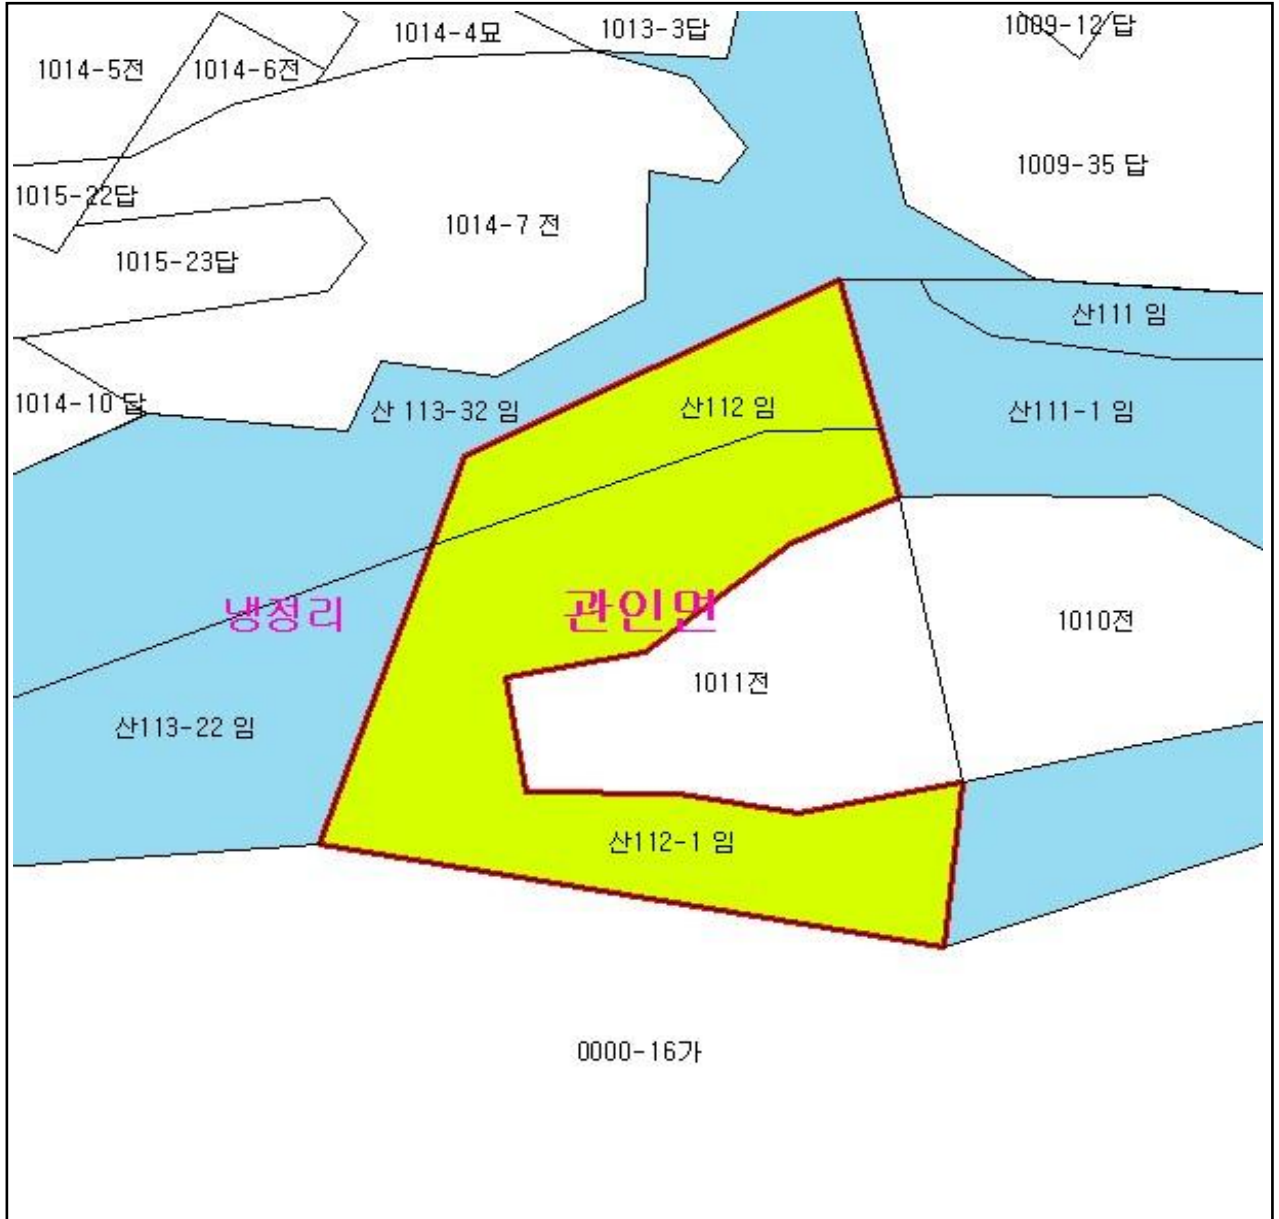 1014-4묘
1013-3답
1009-12 답
1014-5전
1014-6전
1009-35 답
1015-22답
1014-7 전
1015-23답
산111 임
1014-10 답
산 113-32 임
산112 임
산111-1 임
냉정리
관인면
1010전
1011전
산113-22 임
산112-1 임
0000-16가